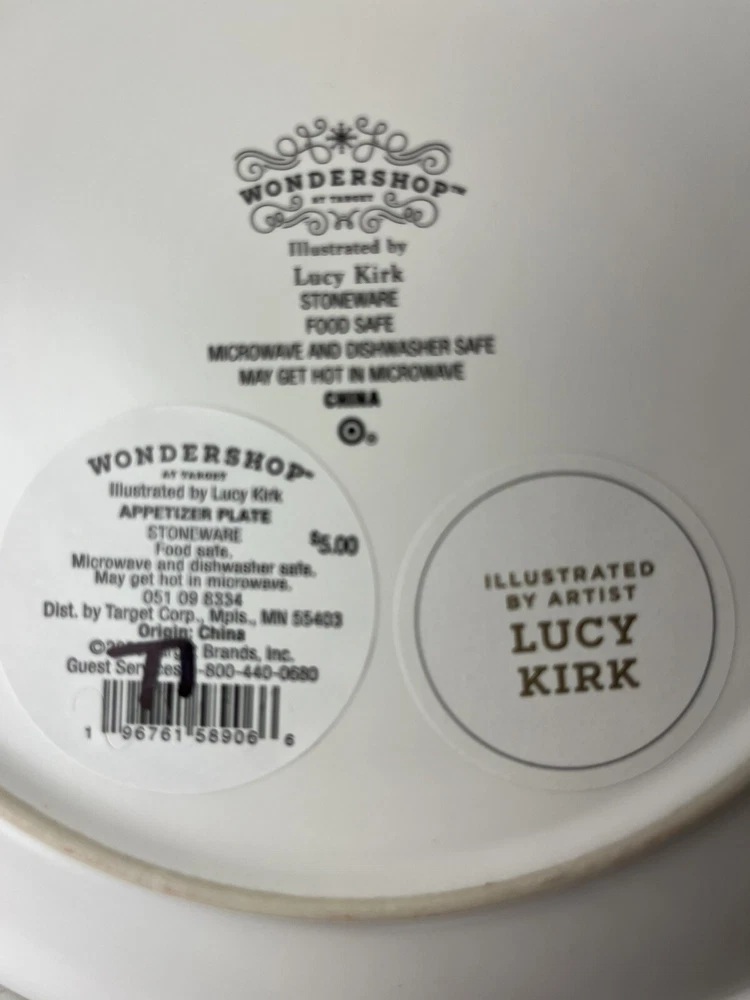 WONDERSHOP™
AT TARGET
Illustrated by
Lucy Kirk
STONEWARE
FOOD SAFE
MICROWAVE AND DISHWASHER SAFE
MAY GET HOT IN MICROWAVE
CHINA
WONDERSHOP™
AT TARGET
Illustrated by Lucy Kirk
APPETIZER PLATE
STONEWARE
$5.00
Food safe.
Microwave and dishwasher safe.
May get hot in microwave.
051 09 8334
Dist. by Target Corp., Mpls., MN 55403
Origin: China
Brands, Inc.
Guest -800-440-0680
1 96761 58906 6
ILLUSTRATED
BY ARTIST
LUCY
KIRK